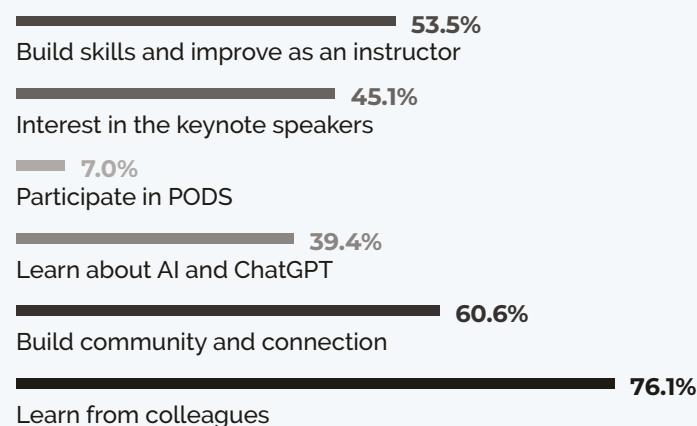 53.5%
Build skills and improve as an instructor
45.1%
Interest in the keynote speakers
7.0%
Participate in PODS
39.4%
Learn about AI and ChatGPT
60.6%
Build community and connection
76.1%
Learn from colleagues